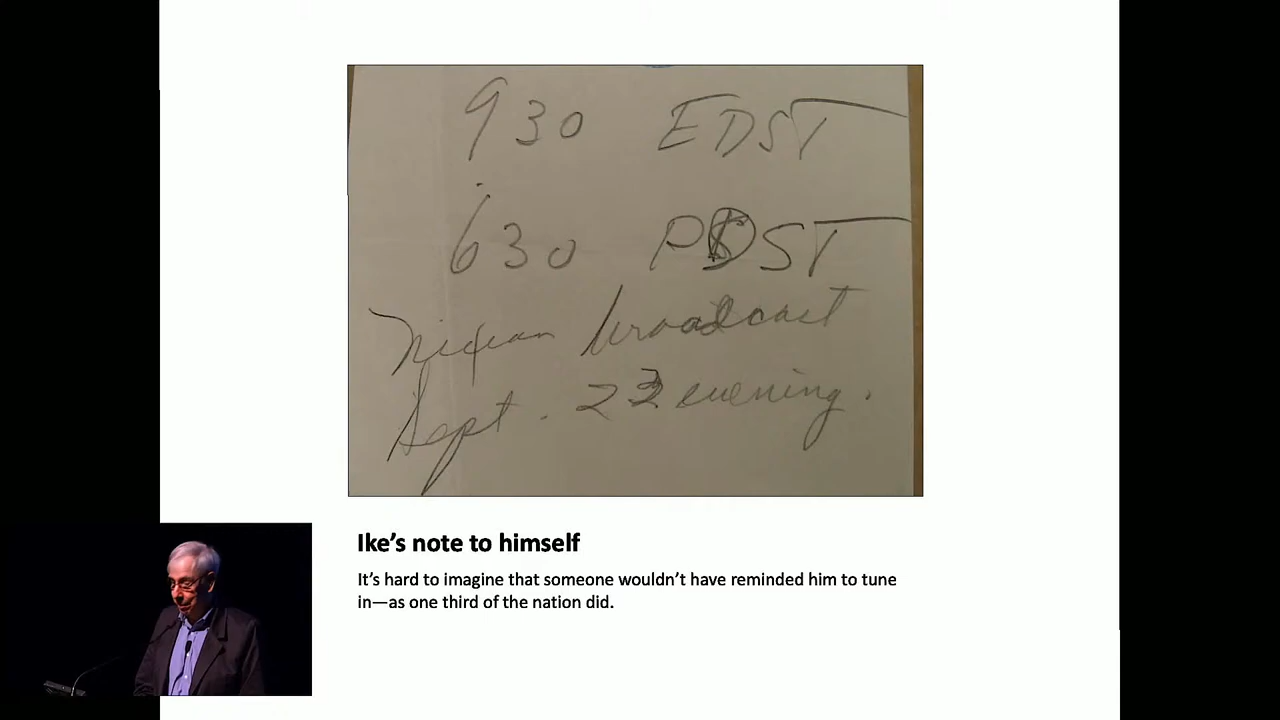 930 EDST
630 PDST
Nixon broadcast
Sept. 23 evening.
Ike's note to himself
It's hard to imagine that someone wouldn't have reminded him to tune
in—as one third of the nation did.